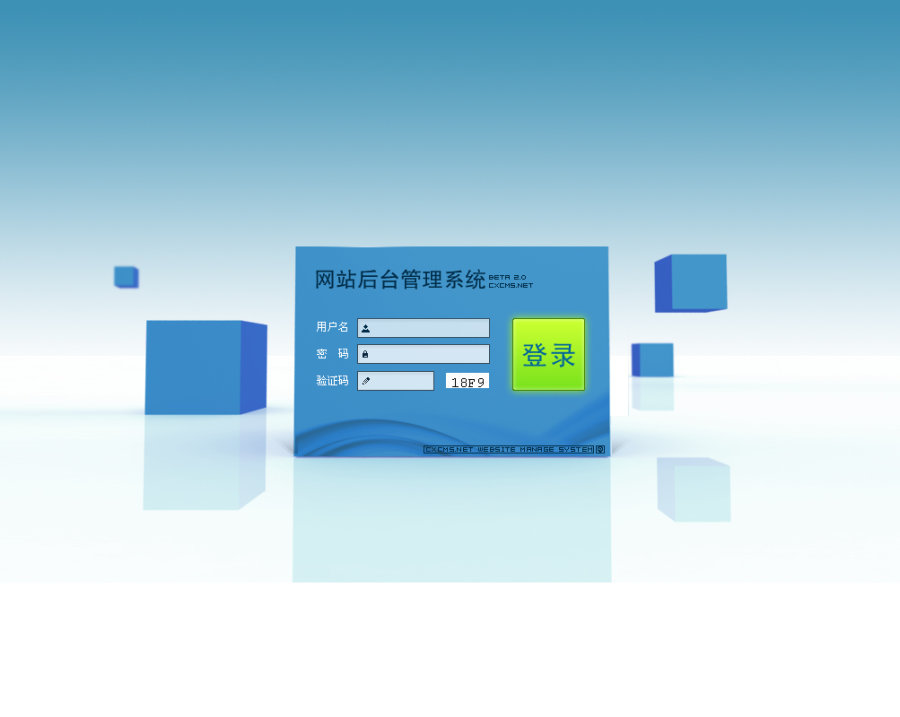 网站后台管理系统 BETA 2.0
CXCMS.NET
用户名
密 码
验证码 18F9
登录
CXCMS.NET WEBSITE MANAGE SYSTEM